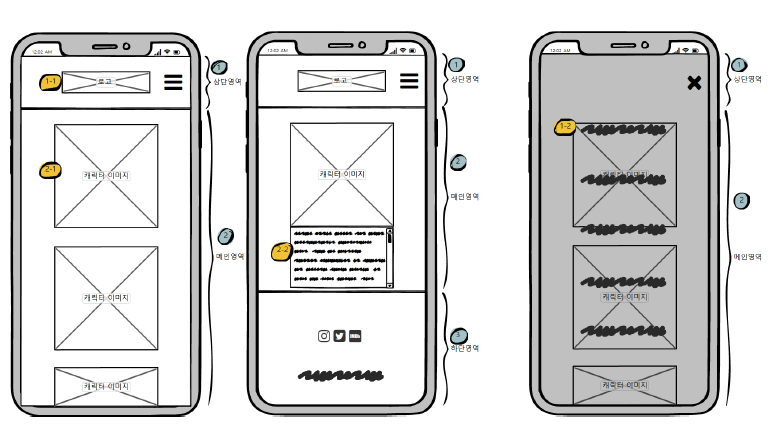 12:02 AM
1-1
로고
캐릭터 이미지
2-1
캐릭터 이미지
캐릭터 이미지
1
상단영역
2
메인영역
12:02 AM
로고
캐릭터 이미지
2-2
1
상단영역
2
메인영역
3
하단영역
12:02 AM
1-2
캐릭터 이미지
캐릭터 이미지
캐릭터 이미지
1
상단영역
2
메인영역